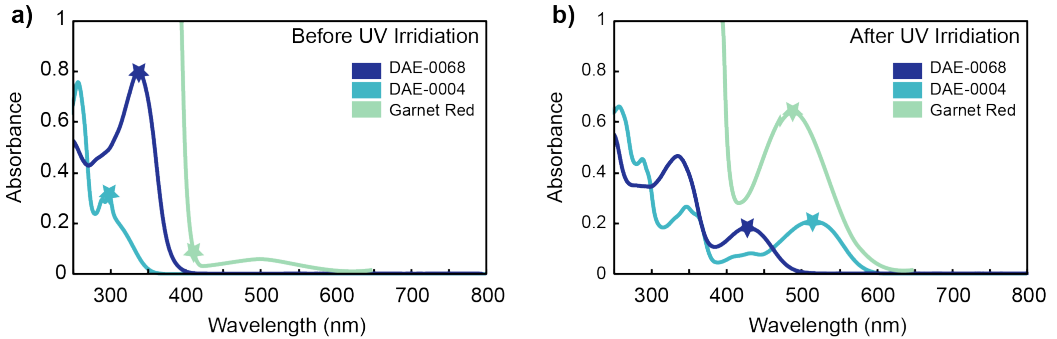 a)
Before UV Irridiation
DAE-0068
DAE-0004
Garnet Red
Absorbance
1
0.8
0.6
0.4
0.2
0
300 400 500 600 700 800
Wavelength (nm)
b)
After UV Irridiation
DAE-0068
DAE-0004
Garnet Red
Absorbance
1
0.8
0.6
0.4
0.2
0
300 400 500 600 700 800
Wavelength (nm)